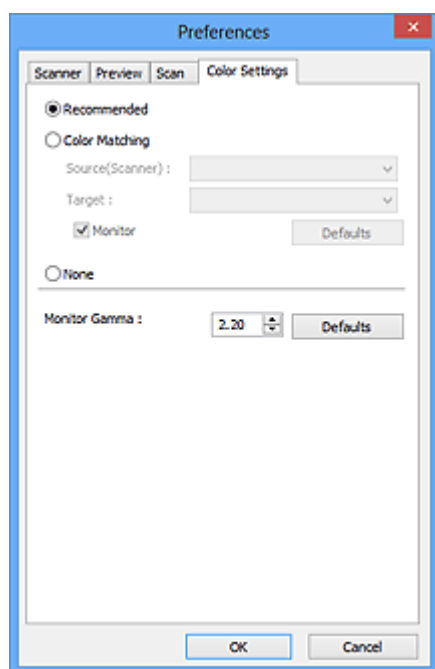 Preferences
Scanner Preview Scan Color Settings
Recommended
Color Matching
Source(Scanner) :
Target :
Monitor Defaults
None
Monitor Gamma : 2.20 Defaults
OK Cancel